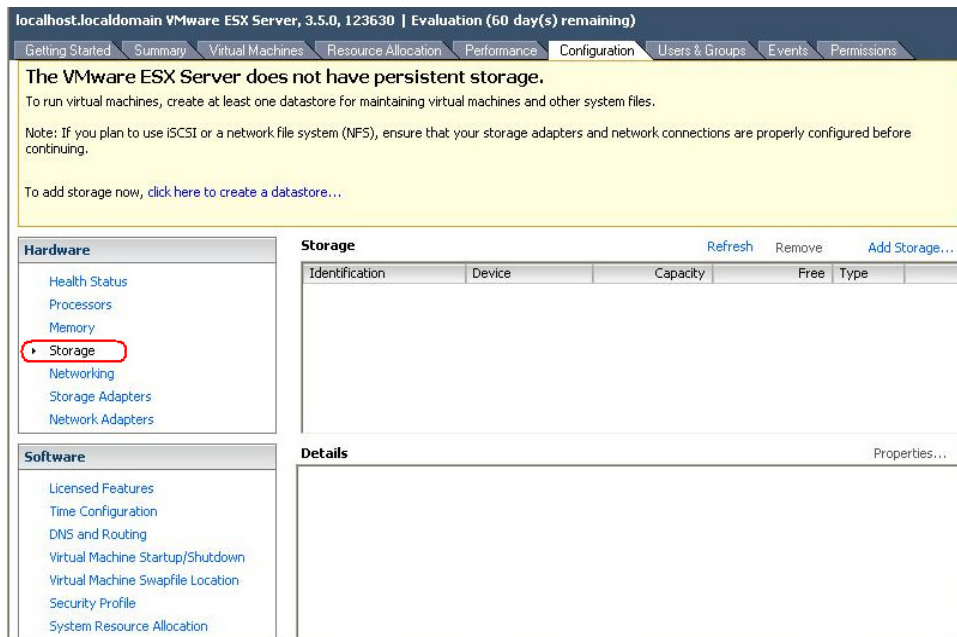 localhost.localdomain VMware ESX Server, 3.5.0, 123630 | Evaluation (60 day(s) remaining)
Getting Started Summary Virtual Machines Resource Allocation Performance Configuration Users & Groups Events Permissions
The VMware ESX Server does not have persistent storage.
To run virtual machines, create at least one datastore for maintaining virtual machines and other system files.
Note: If you plan to use iSCSI or a network file system (NFS), ensure that your storage adapters and network connections are properly configured before
continuing.
To add storage now, click here to create a datastore...
Hardware
Health Status
Processors
Memory
Storage
Networking
Storage Adapters
Network Adapters
Software
Licensed Features
Time Configuration
DNS and Routing
Virtual Machine Startup/Shutdown
Virtual Machine Swapfile Location
Security Profile
System Resource Allocation
Storage Refresh Remove Add Storage...
Identification Device Capacity Free Type
Details Properties...